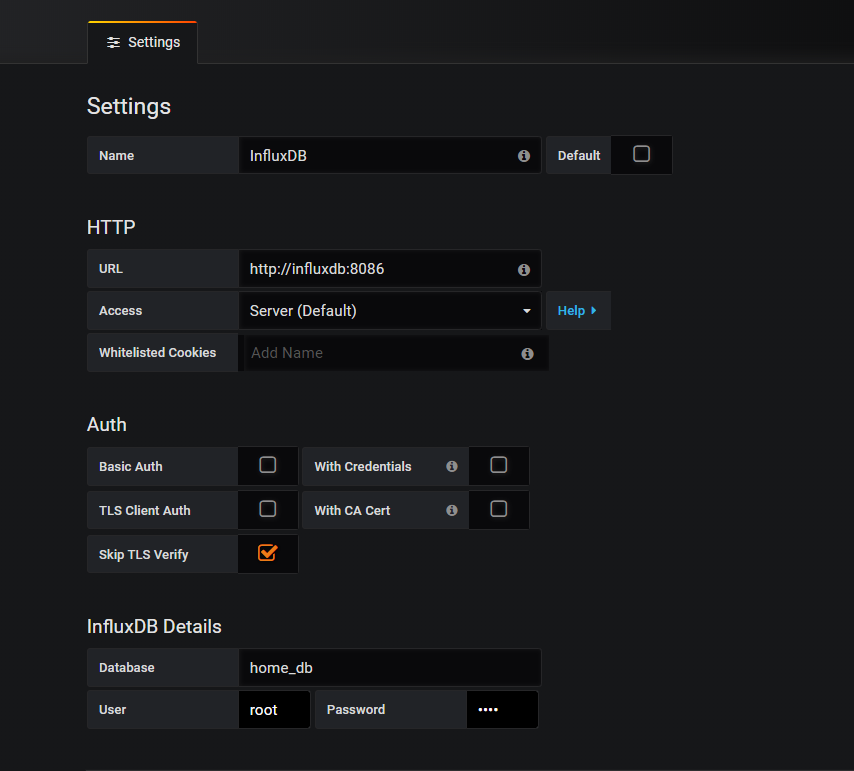 Settings
Settings
Name InfluxDB Default
HTTP
URL http://influxdb:8086
Access Server (Default) Help
Whitelisted Cookies Add Name
Auth
Basic Auth With Credentials
TLS Client Auth With CA Cert
Skip TLS Verify
InfluxDB Details
Database home_db
User root Password ••••